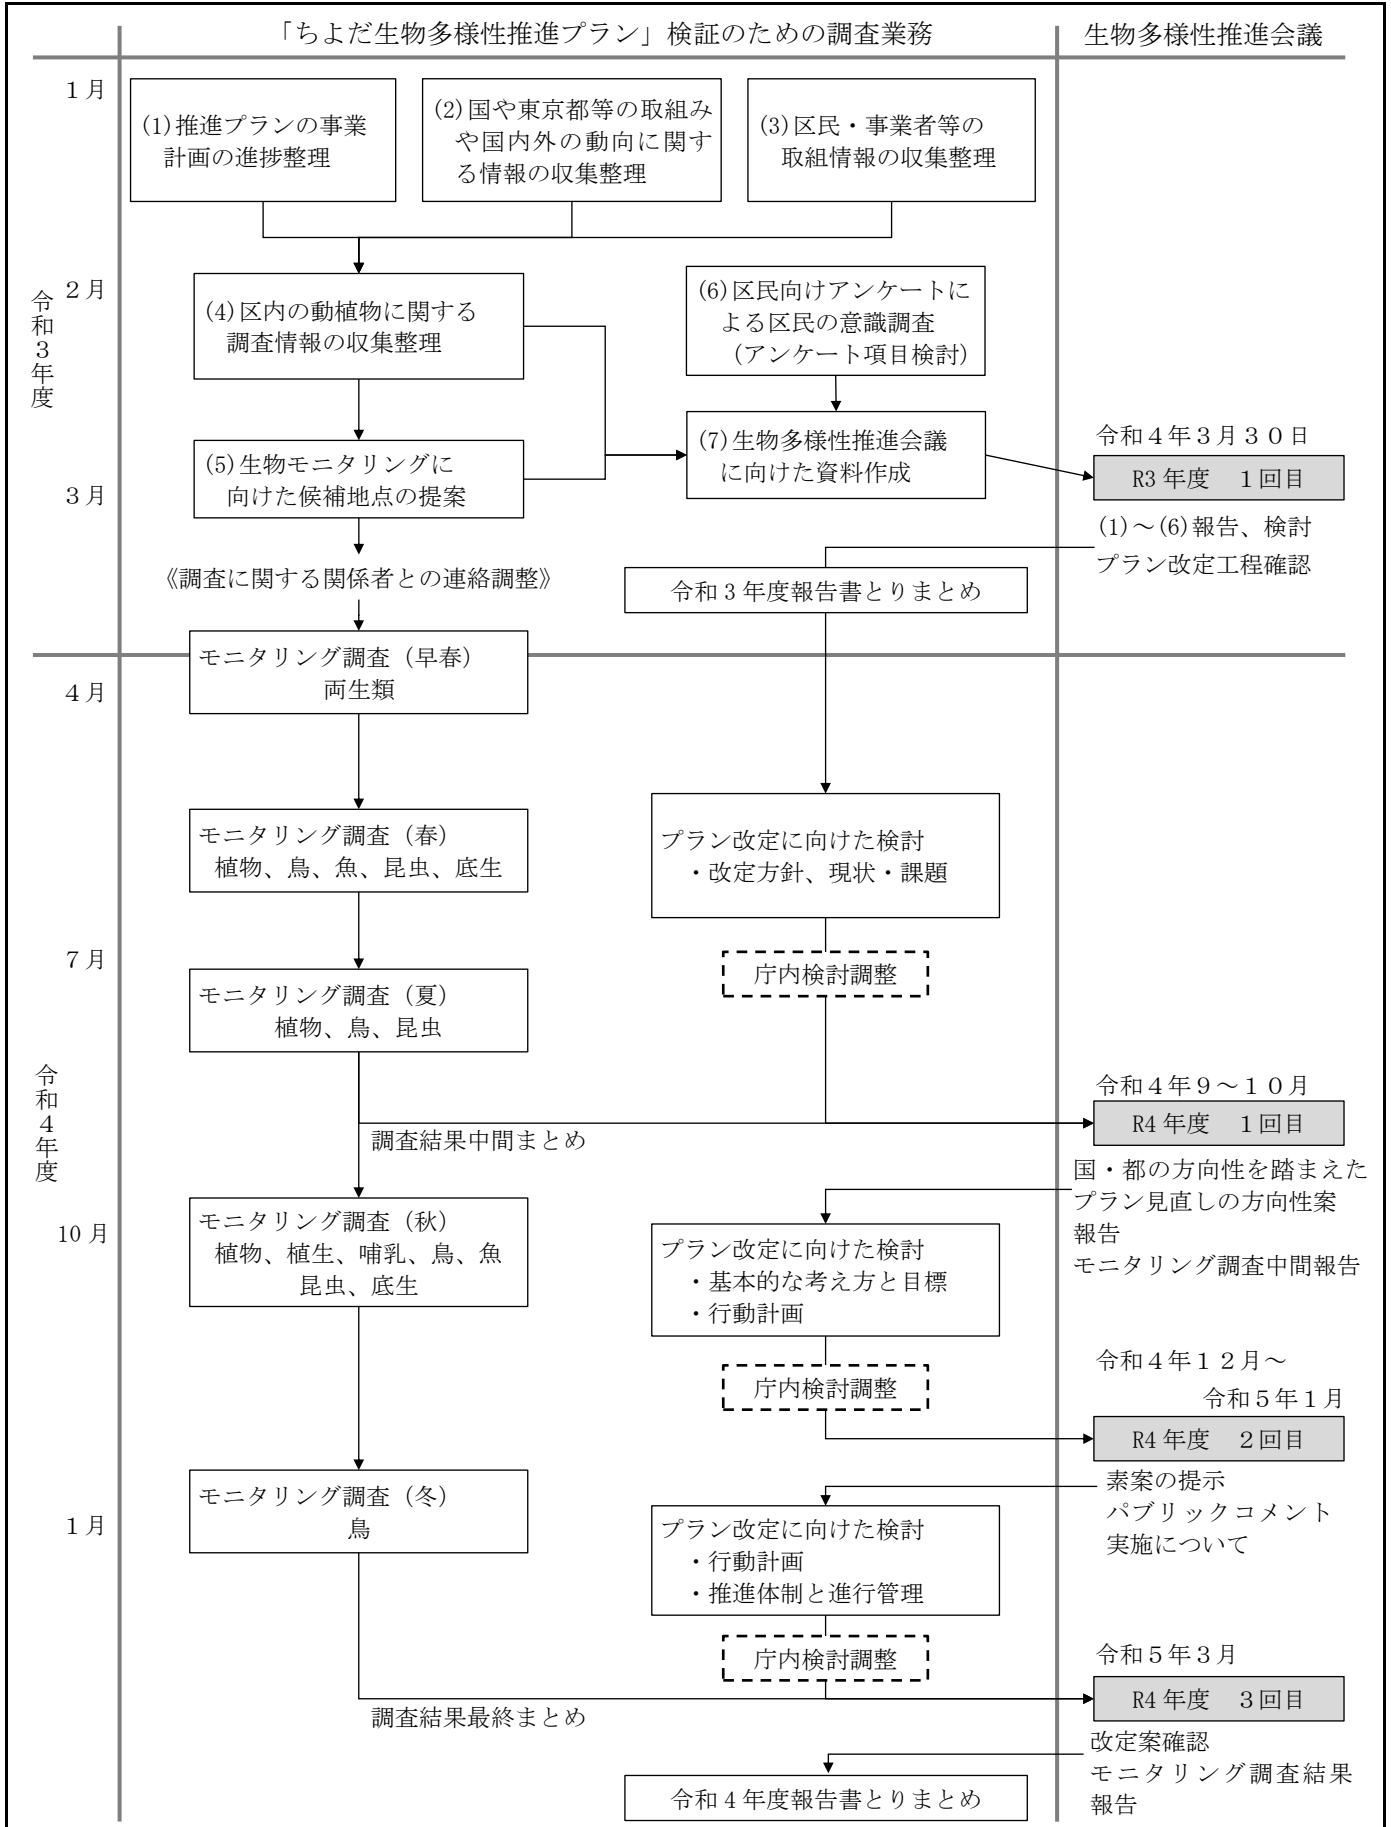 「ちよだ生物多様性推進プラン」検証のための調査業務
生物多様性推進会議
1月
(1)推進プランの事業
計画の進捗整理
(2)国や東京都等の取組み
や国内外の動向に関す
る情報の収集整理
(3)区民・事業者等の
取組情報の収集整理
令和3年度
2月
(4)区内の動植物に関する
調査情報の収集整理
(6)区民向けアンケートに
よる区民の意識調査
(アンケート項目検討)
3月
(5)生物モニタリングに
向けた候補地点の提案
(7)生物多様性推進会議
に向けた資料作成
令和4年3月30日
R3年度 1回目
(1)～(6)報告、検討
プラン改定工程確認
《調査に関する関係者との連絡調整》
令和3年度報告書とりまとめ
モニタリング調査（早春）
両生類
令和4年度
4月
モニタリング調査（春）
植物、鳥、魚、昆虫、底生
プラン改定に向けた検討
・改定方針、現状・課題
7月
庁内検討調整
モニタリング調査（夏）
植物、鳥、昆虫
調査結果中間まとめ
令和4年9～10月
R4年度 1回目
国・都の方向性を踏まえた
プラン見直しの方向性案
報告
モニタリング調査中間報告
10月
モニタリング調査（秋）
植物、植生、哺乳、鳥、魚
昆虫、底生
プラン改定に向けた検討
・基本的な考え方と目標
・行動計画
庁内検討調整
令和4年12月～
令和5年1月
R4年度 2回目
素案の提示
パブリックコメント
実施について
1月
モニタリング調査（冬）
鳥
プラン改定に向けた検討
・行動計画
・推進体制と進行管理
庁内検討調整
調査結果最終まとめ
令和5年3月
R4年度 3回目
改定案確認
モニタリング調査結果
報告
令和4年度報告書とりまとめ